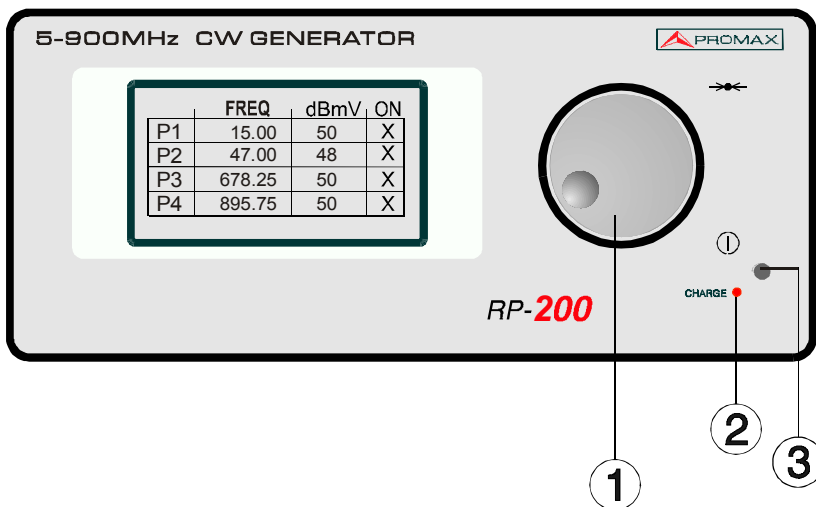 5-900MHz CW GENERATOR
PROMAX
FREQ dBmV ON
P1 15.00 50 X
P2 47.00 48 X
P3 678.25 50 X
P4 895.75 50 X
CHARGE
RP-200
2
3
1